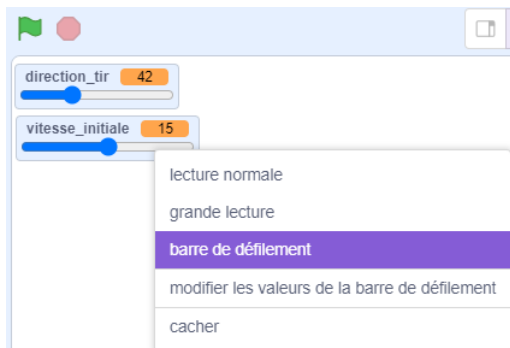 direction_tir 42
vitesse_initiale 15
lecture normale
grande lecture
barre de défilement
modifier les valeurs de la barre de défilement
cacher